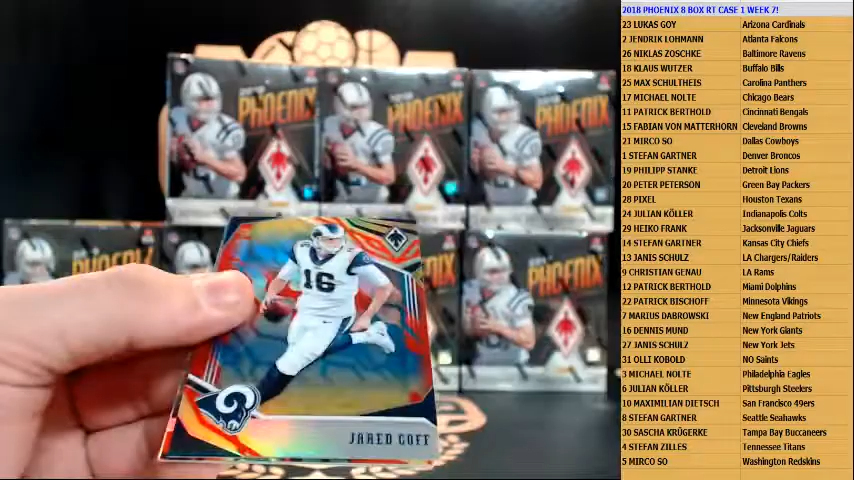 2018 PHOENIX 8 BOX RT CASE 1 WEEK 7!
23 LUKAS GOY Arizona Cardinals
2 JENDRIK LOHMANN Atlanta Falcons
26 NIKLAS ZOSCHKE Baltimore Ravens
18 KLAUS WUTZER Buffalo Bills
25 MAX SCHULTHEIS Carolina Panthers
17 MICHAEL NOLTE Chicago Bears
11 PATRICK BERTHOLD Cincinnati Bengals
15 FABIAN VON MATTERHORN Cleveland Browns
21 MIRCO SO Dallas Cowboys
1 STEFAN GARTNER Denver Broncos
19 PHILIPP STANKE Detroit Lions
20 PETER PETERSON Green Bay Packers
28 PIXEL Houston Texans
24 JULIAN KÖLLER Indianapolis Colts
29 HEIKO FRANK Jacksonville Jaguars
14 STEFAN GARTNER Kansas City Chiefs
13 JANIS SCHULZ LA Chargers/Raiders
9 CHRISTIAN GENAU LA Rams
12 PATRICK BERTHOLD Miami Dolphins
22 PATRICK BISCHOFF Minnesota Vikings
7 MARIUS DABROWSKI New England Patriots
16 DENNIS MUND New York Giants
27 JANIS SCHULZ New York Jets
31 OLLI KOBOLD NO Saints
3 MICHAEL NOLTE Philadelphia Eagles
6 JULIAN KÖLLER Pittsburgh Steelers
10 MAXIMILIAN DIETSCH San Francisco 49ers
8 STEFAN GARTNER Seattle Seahawks
30 SASCHA KRÜGERKE Tampa Bay Buccaneers
4 STEFAN ZILLES Tennessee Titans
5 MIRCO SO Washington Redskins
PHOENIX
PHOENIX
PHOENIX
PHOENIX
PHOENIX
16
JARED GOFF